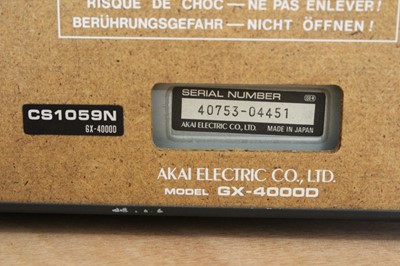 RISQUE DE CHOC — NE PAS ENLEVER!
BERÜHRUNGSGEFAHR — NICHT ÖFFNEN!
SERIAL NUMBER
40753-04451
AKAI ELECTRIC CO., LTD. MADE IN JAPAN
CS1059N
GX-4000D
AKAI ELECTRIC CO., LTD.
MODEL GX-4000D